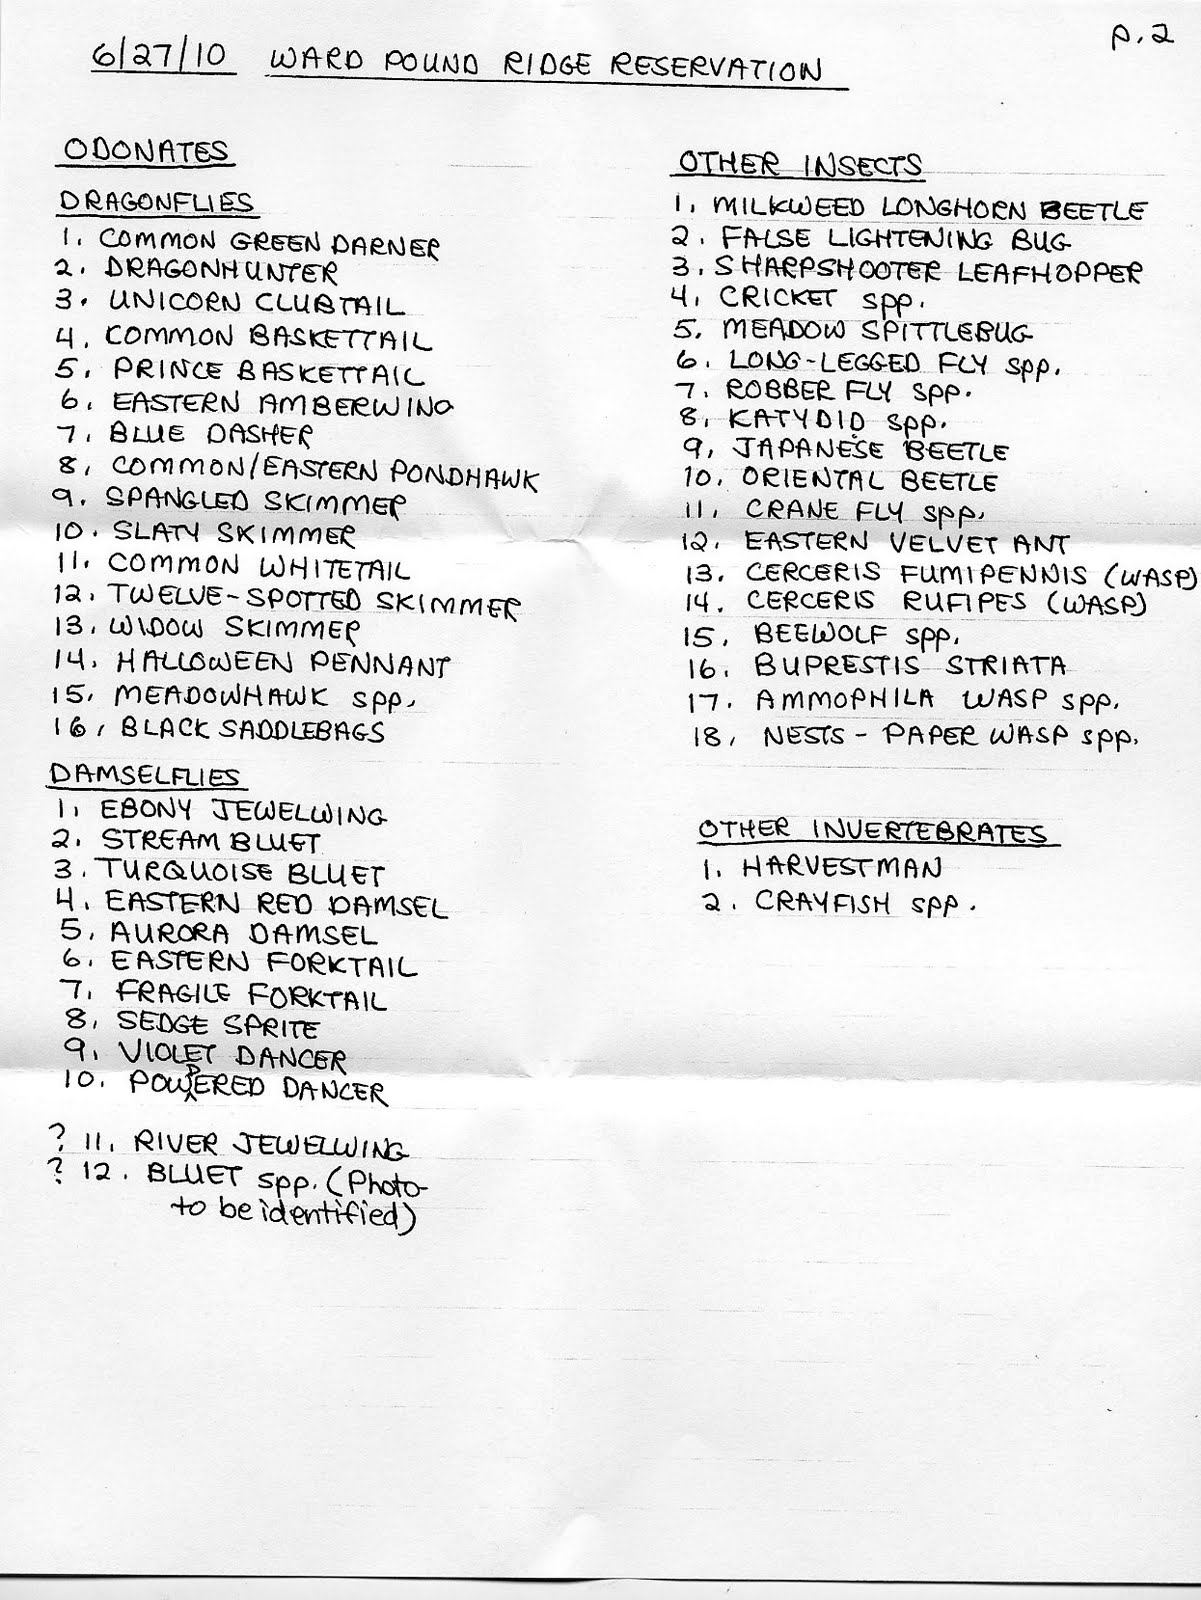 p.2
6/27/10 WARD POUND RIDGE RESERVATION
ODONATES
DRAGONFLIES
1. COMMON GREEN DARNER
2. DRAGONHUNTER
3. UNICORN CLUBTAIL
4. COMMON BASKETTAIL
5. PRINCE BASKETTAIL
6. EASTERN AMBERWING
7. BLUE DASHER
8. COMMON/EASTERN PONDHAWK
9. SPANGLED SKIMMER
10. SLATY SKIMMER
11. COMMON WHITETAIL
12. TWELVE-SPOTTED SKIMMER
13. WIDOW SKIMMER
14. HALLOWEEN PENNANT
15. MEADOWHAWK spp.
16. BLACK SADDLEBAGS
DAMSELFLIES
1. EBONY JEWELWING
2. STREAM BLUET
3. TURQUOISE BLUET
4. EASTERN RED DAMSEL
5. AURORA DAMSEL
6. EASTERN FORKTAIL
7. FRAGILE FORKTAIL
8. SEDGE SPRITE
9. VIOLET DANCER
10. POWDERED DANCER
? 11. RIVER JEWELWING
? 12. BLUET spp. (Photo-
to be identified)
OTHER INSECTS
1. MILKWEED LONGHORN BEETLE
2. FALSE LIGHTENING BUG
3. SHARPSHOOTER LEAFHOPPER
4. CRICKET spp.
5. MEADOW SPITTLEBUG
6. LONG-LEGGED FLY spp.
7. ROBBER FLY spp.
8. KATYDID spp.
9. JAPANESE BEETLE
10. ORIENTAL BEETLE
11. CRANE FLY spp.
12. EASTERN VELVET ANT
13. CERCERIS FUMIPENNIS (WASP)
14. CERCERIS RUFIPES (WASP)
15. BEEWOLF spp.
16. BUPRESTIS STRIATA
17. AMMOPHILA WASP spp.
18. NESTS - PAPER WASP spp.
OTHER INVERTEBRATES
1. HARVESTMAN
2. CRAYFISH spp.